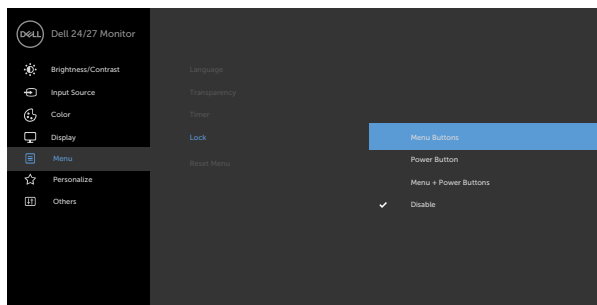 DELL Dell 24/27 Monitor
Brightness/Contrast
Input Source
Color
Display
Menu
Personalize
Others
Language
Transparency
Timer
Lock
Reset Menu
Menu Buttons
Power Button
Menu + Power Buttons
Disable